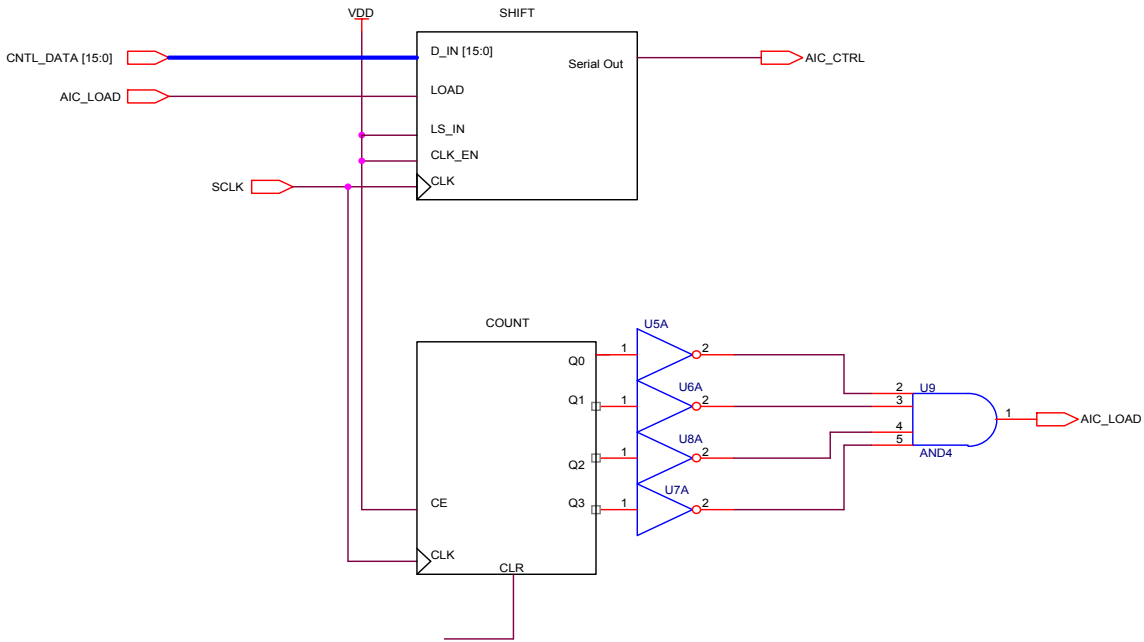 VDD
SHIFT
CNTL_DATA [15:0]
D_IN [15:0]
Serial Out
AIC_CTRL
AIC_LOAD
LOAD
LS_IN
CLK_EN
SCLK
CLK
COUNT
U5A
Q0
1
2
U6A
Q1
1
2
U8A
Q2
1
2
U7A
Q3
1
2
U9
2
3
4
5
1
AND4
AIC_LOAD
CE
CLK
CLR